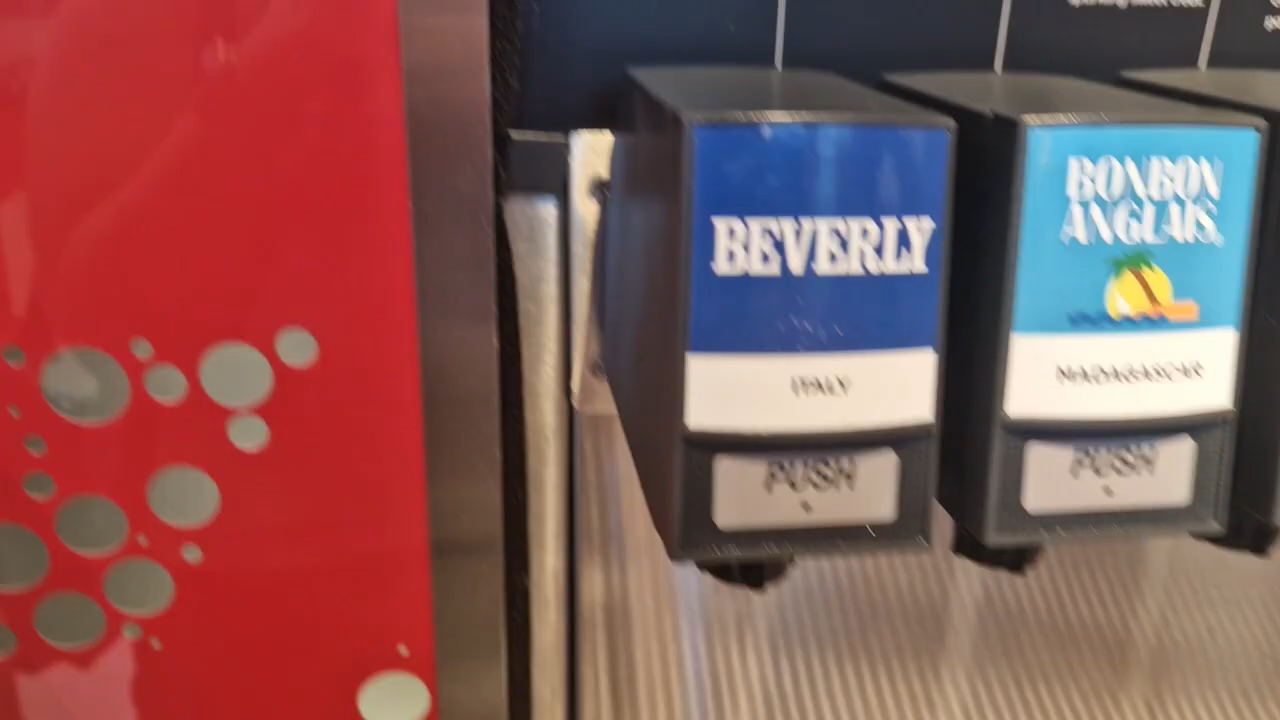 BEVERLY
ITALY
PUSH
BONBON
ANGLAIS
MADAGASCAR
PUSH